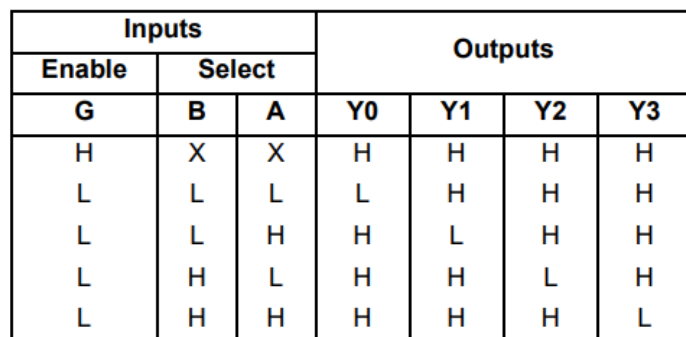 Inputs Outputs
Enable Select
G B A Y0 Y1 Y2 Y3
H X X H H H H
L L L L H H H
L L H H L H H
L H L H H L H
L H H H H H L